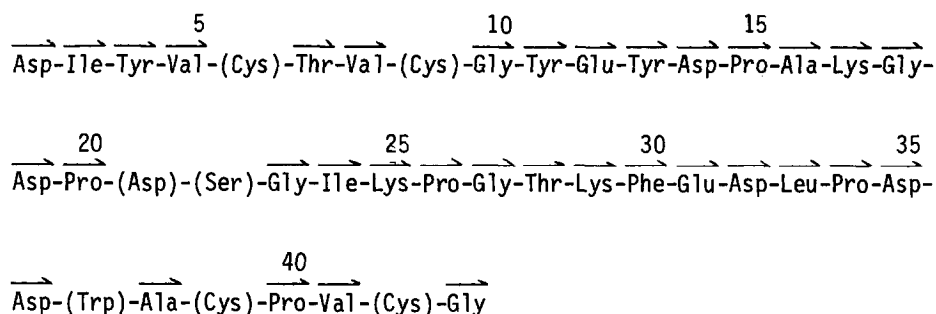 5 10 15
Asp-Ile-Tyr-Val-(Cys)-Thr-Val-(Cys)-Gly-Tyr-Glu-Tyr-Asp-Pro-Ala-Lys-Gly-
20 25 30 35
Asp-Pro-(Asp)-(Ser)-Gly-Ile-Lys-Pro-Gly-Thr-Lys-Phe-Glu-Asp-Leu-Pro-Asp-
40
Asp-(Trp)-Ala-(Cys)-Pro-Val-(Cys)-Gly